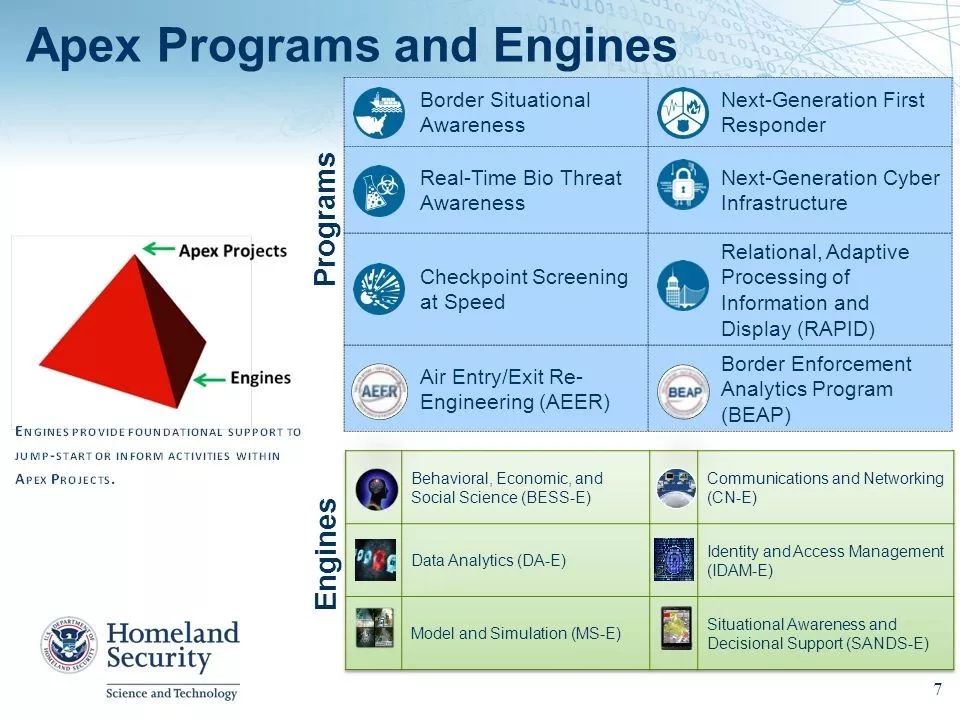 Apex Programs and Engines
Programs
Border Situational
Awareness
Next-Generation First
Responder
Real-Time Bio Threat
Awareness
Next-Generation Cyber
Infrastructure
Checkpoint Screening
at Speed
Relational, Adaptive
Processing of
Information and
Display (RAPID)
AEER
Air Entry/Exit Re-
Engineering (AEER)
BEAP
Border Enforcement
Analytics Program
(BEAP)
Apex Projects
Engines
ENGINES PROVIDE FOUNDATIONAL SUPPORT TO
JUMP-START OR INFORM ACTIVITIES WITHIN
APEX PROJECTS.
Engines
Behavioral, Economic, and
Social Science (BESS-E)
Communications and Networking
(CN-E)
Data Analytics (DA-E)
Identity and Access Management
(IDAM-E)
Model and Simulation (MS-E)
Situational Awareness and
Decisional Support (SANDS-E)
U.S. DEPARTMENT OF
HOMELAND SECURITY
Homeland
Security
Science and Technology
7